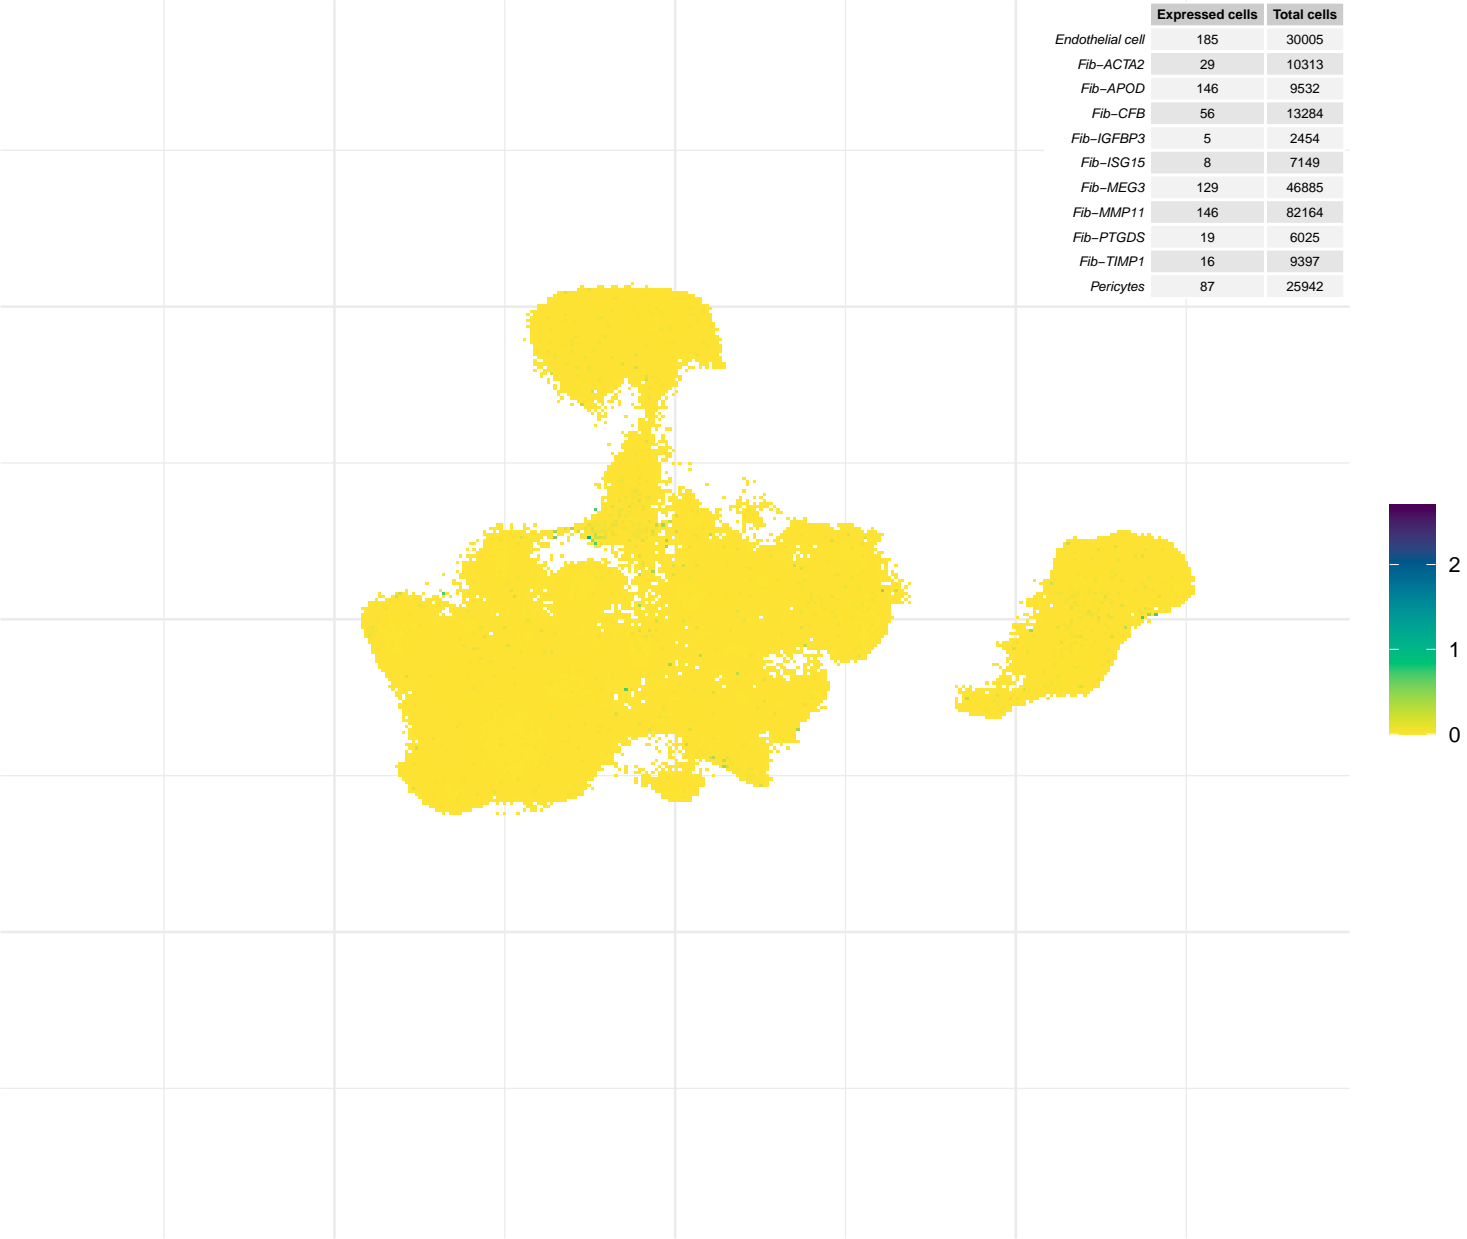 Expressed cells Total cells
Endothelial cell 185 30005
Fib−ACTA2 29 10313
Fib−APOD 146 9532
Fib−CFB 56 13284
Fib−IGFBP3 5 2454
Fib−ISG15 8 7149
Fib−MEG3 129 46885
Fib−MMP11 146 82164
Fib−PTGDS 19 6025
Fib−TIMP1 16 9397
Pericytes 87 25942
2
1
0